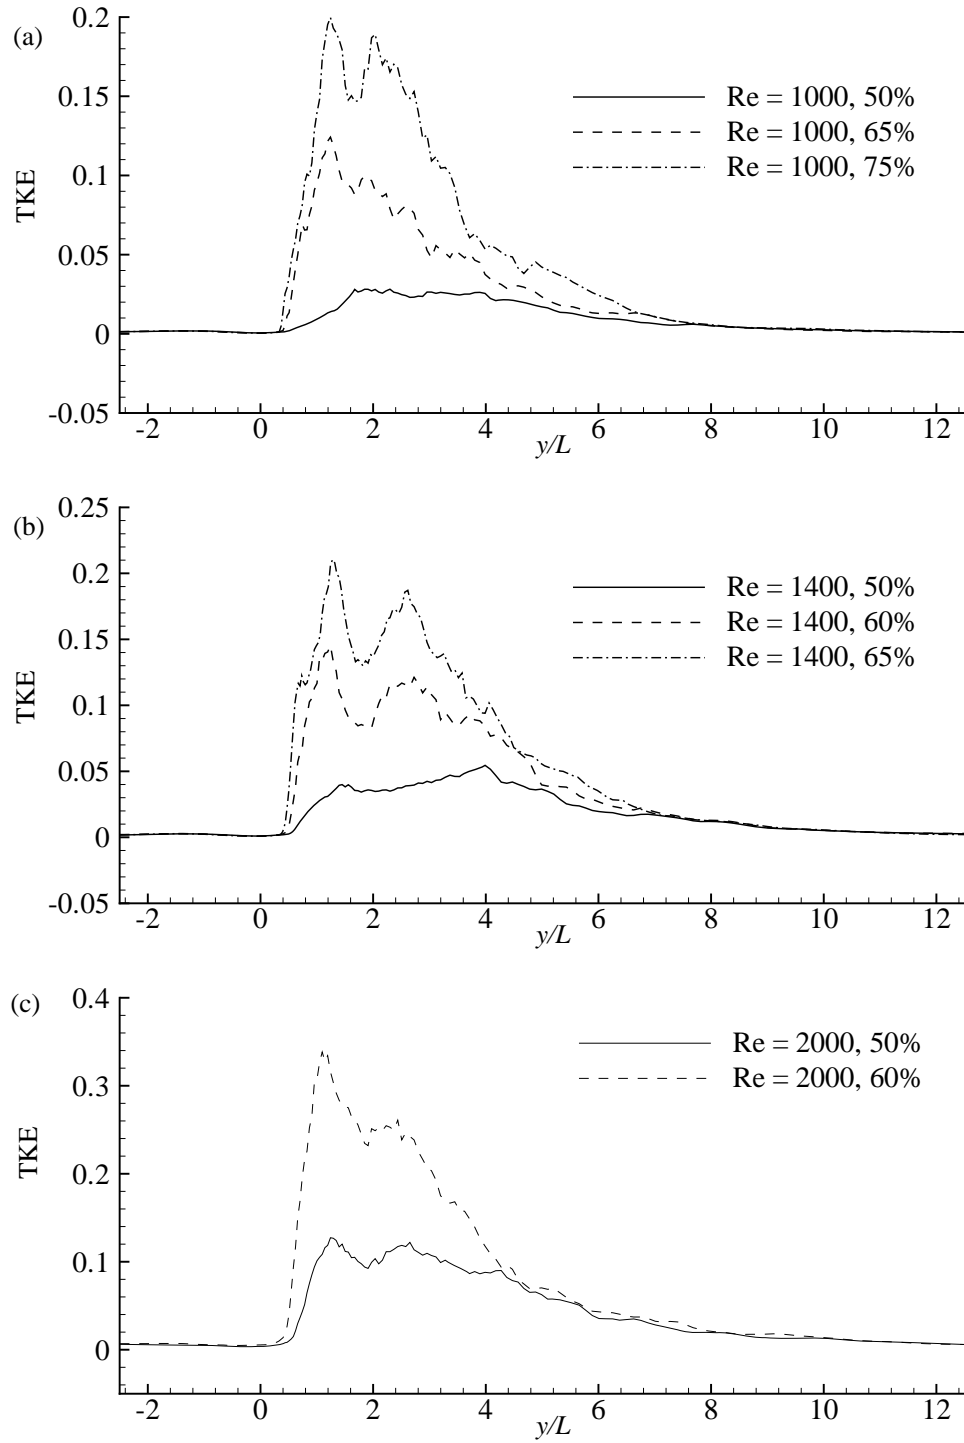 (a)
0.2
0.15
0.1
0.05
0
-0.05
TKE
Re = 1000, 50%
Re = 1000, 65%
Re = 1000, 75%
-2 0 2 4 6 8 10 12
y/L
(b)
0.25
0.2
0.15
0.1
0.05
0
-0.05
TKE
Re = 1400, 50%
Re = 1400, 60%
Re = 1400, 65%
-2 0 2 4 6 8 10 12
y/L
(c)
0.4
0.3
0.2
0.1
0
TKE
Re = 2000, 50%
Re = 2000, 60%
-2 0 2 4 6 8 10 12
y/L